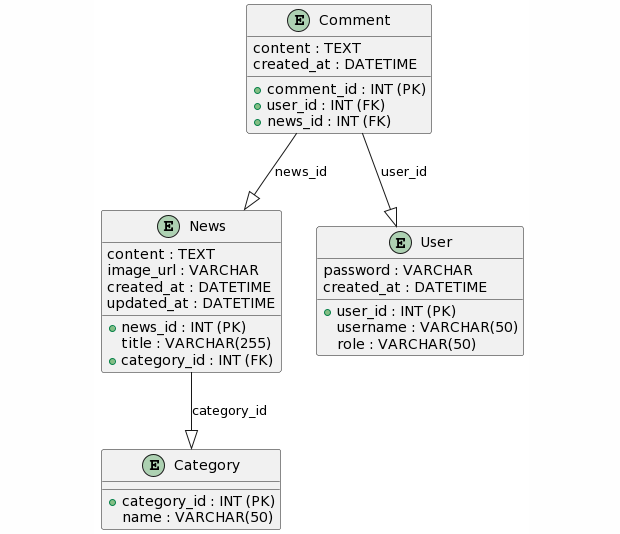 E Comment
content : TEXT
created_at : DATETIME
comment_id : INT (PK)
user_id : INT (FK)
news_id : INT (FK)
news_id
user_id
E News
content : TEXT
image_url : VARCHAR
created_at : DATETIME
updated_at : DATETIME
news_id : INT (PK)
title : VARCHAR(255)
category_id : INT (FK)
E User
password : VARCHAR
created_at : DATETIME
user_id : INT (PK)
username : VARCHAR(50)
role : VARCHAR(50)
category_id
E Category
category_id : INT (PK)
name : VARCHAR(50)